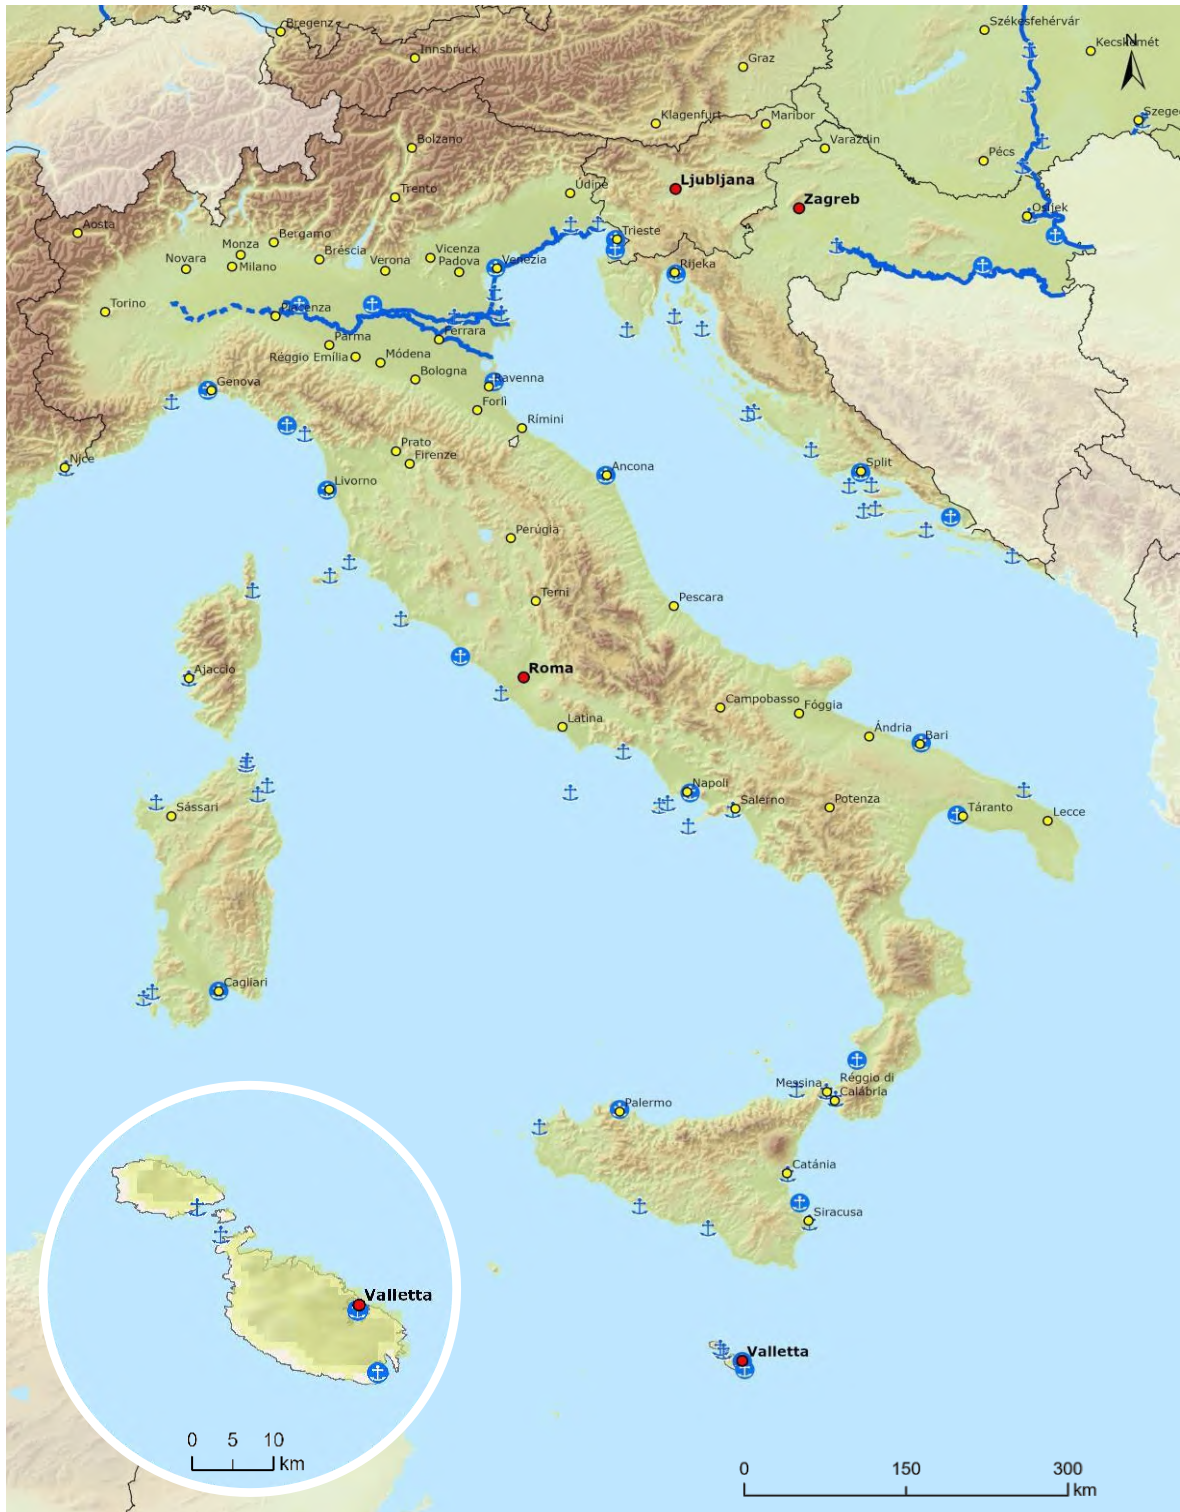 Bregenz
Székesfehérvár
N
Kecskemét
Innsbruck
Graz
Klagenfurt
Maribor
Szeged
Bolzano
Varazdin
Pécs
Ljubljana
Trento
Udine
Zagreb
Osijek
Aosta
Trieste
Bergamo
Monza
Bréscia
Vicenza
Novara
Milano
Verona
Padova
Venezia
Rijeka
Torino
Piacenza
Parma
Ferrara
Réggio Emília
Módena
Bologna
Genova
Ravenna
Forlì
Rímini
Prato
Firenze
Nice
Ancona
Split
Livorno
Perúgia
Terni
Pescara
Ajaccio
Roma
Campobasso
Fóggia
Latina
Ándria
Bari
Napoli
Sássari
Salerno
Potenza
Táranto
Lecce
Cagliari
Messina
Réggio di
Calábria
Palermo
Catánia
Siracusa
Valletta
Valletta
0 5 10
km
0 150 300
km